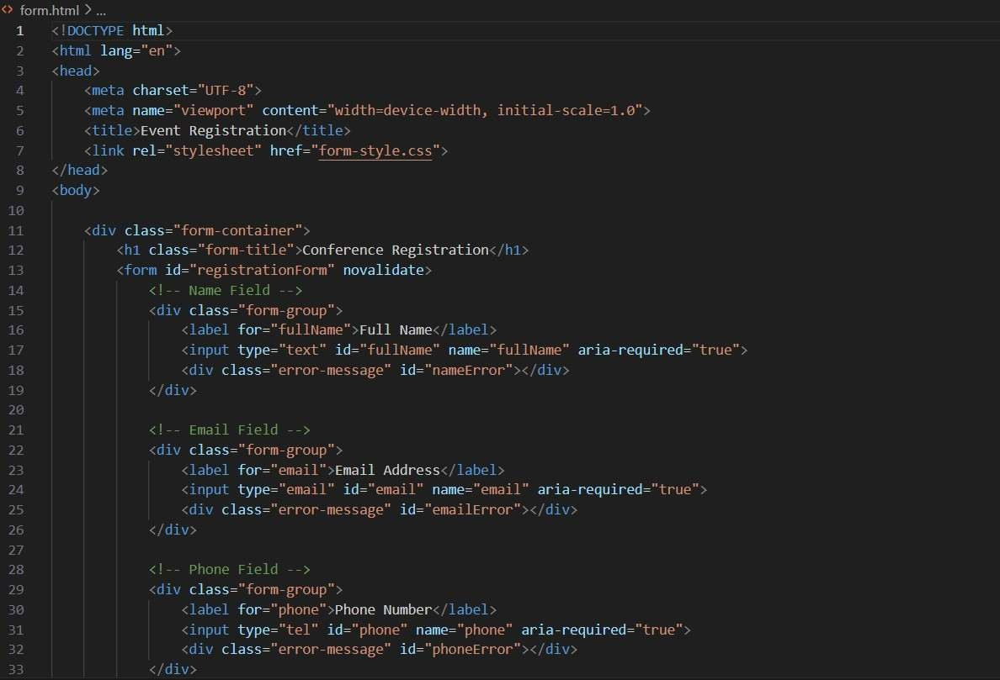 form.html > ...
1 <!DOCTYPE html>
2 <html lang="en">
3 <head>
4     <meta charset="UTF-8">
5     <meta name="viewport" content="width=device-width, initial-scale=1.0">
6     <title>Event Registration</title>
7     <link rel="stylesheet" href="form-style.css">
8 </head>
9 <body>
10
11     <div class="form-container">
12         <h1 class="form-title">Conference Registration</h1>
13         <form id="registrationForm" novalidate>
14             <!-- Name Field -->
15             <div class="form-group">
16                 <label for="fullName">Full Name</label>
17                 <input type="text" id="fullName" name="fullName" aria-required="true">
18                 <div class="error-message" id="nameError"></div>
19             </div>
20
21             <!-- Email Field -->
22             <div class="form-group">
23                 <label for="email">Email Address</label>
24                 <input type="email" id="email" name="email" aria-required="true">
25                 <div class="error-message" id="emailError"></div>
26             </div>
27
28             <!-- Phone Field -->
29             <div class="form-group">
30                 <label for="phone">Phone Number</label>
31                 <input type="tel" id="phone" name="phone" aria-required="true">
32                 <div class="error-message" id="phoneError"></div>
33             </div>